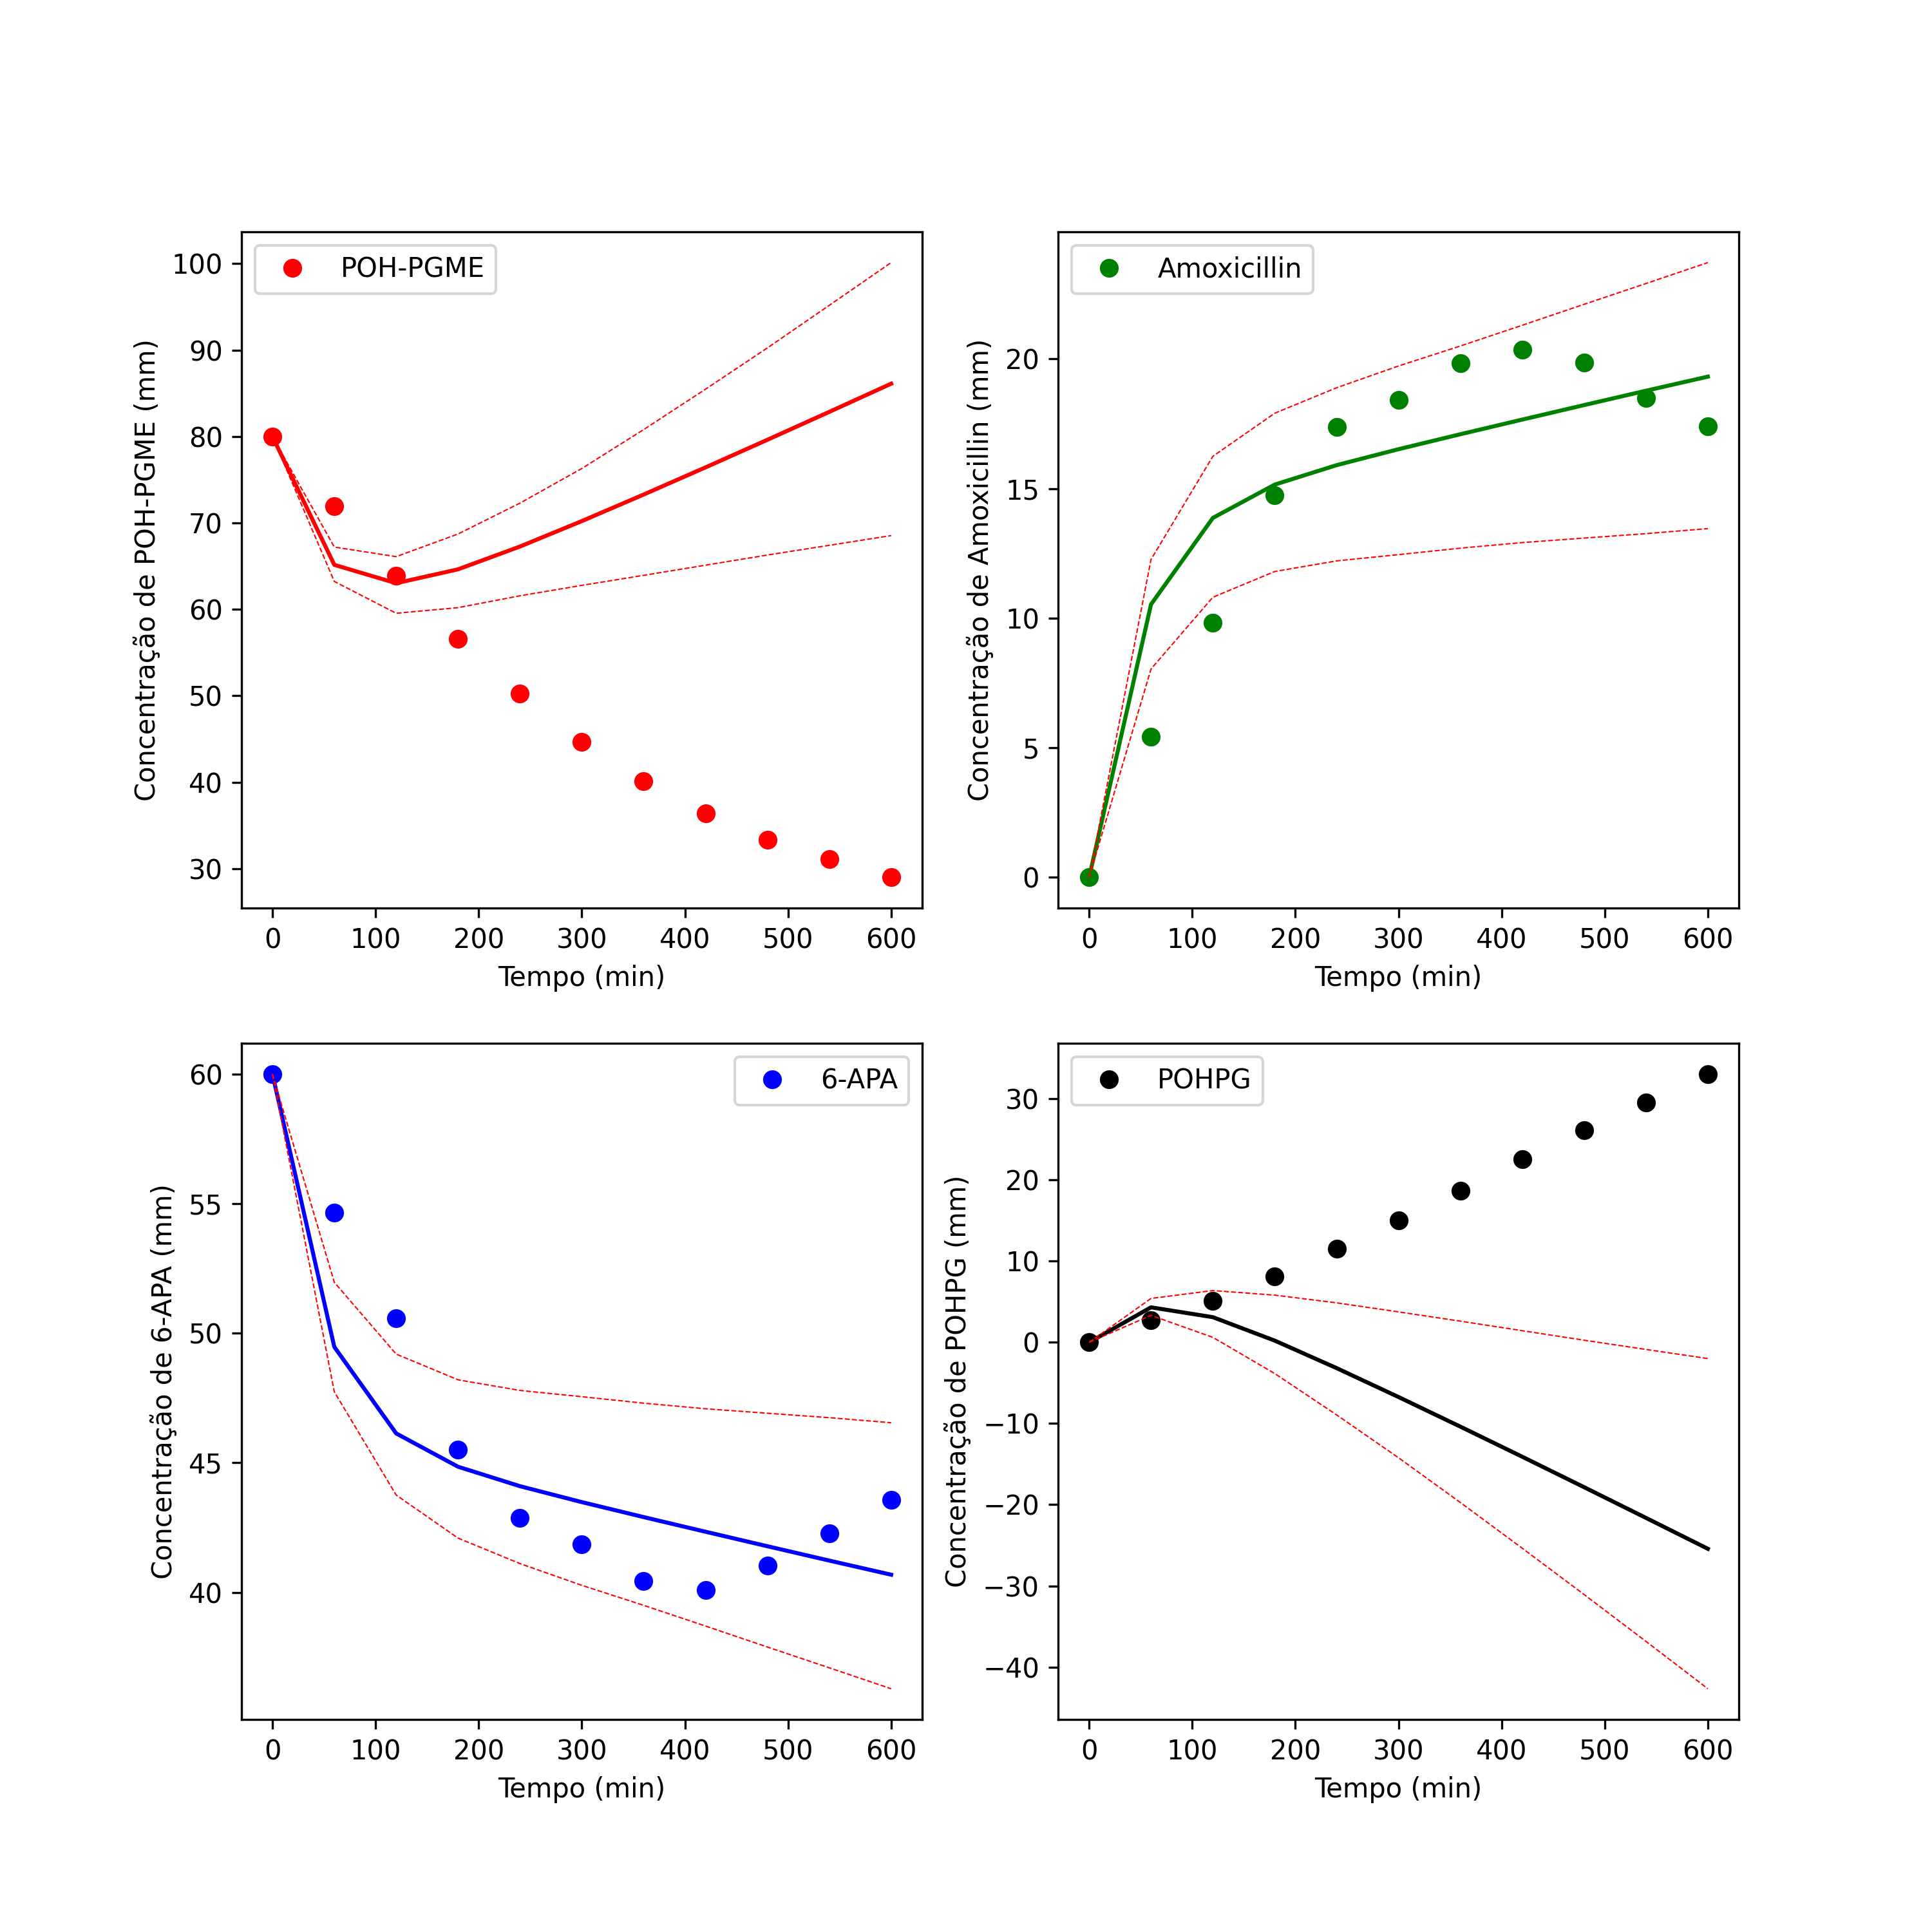 POH-PGME
Concentração de POH-PGME (mm)
100
90
80
70
60
50
40
30
0 100 200 300 400 500 600
Tempo (min)
Amoxicillin
Concentração de Amoxicillin (mm)
20
15
10
5
0
0 100 200 300 400 500 600
Tempo (min)
6-APA
Concentração de 6-APA (mm)
60
55
50
45
40
0 100 200 300 400 500 600
Tempo (min)
POHPG
Concentração de POHPG (mm)
30
20
10
0
−10
−20
−30
−40
0 100 200 300 400 500 600
Tempo (min)